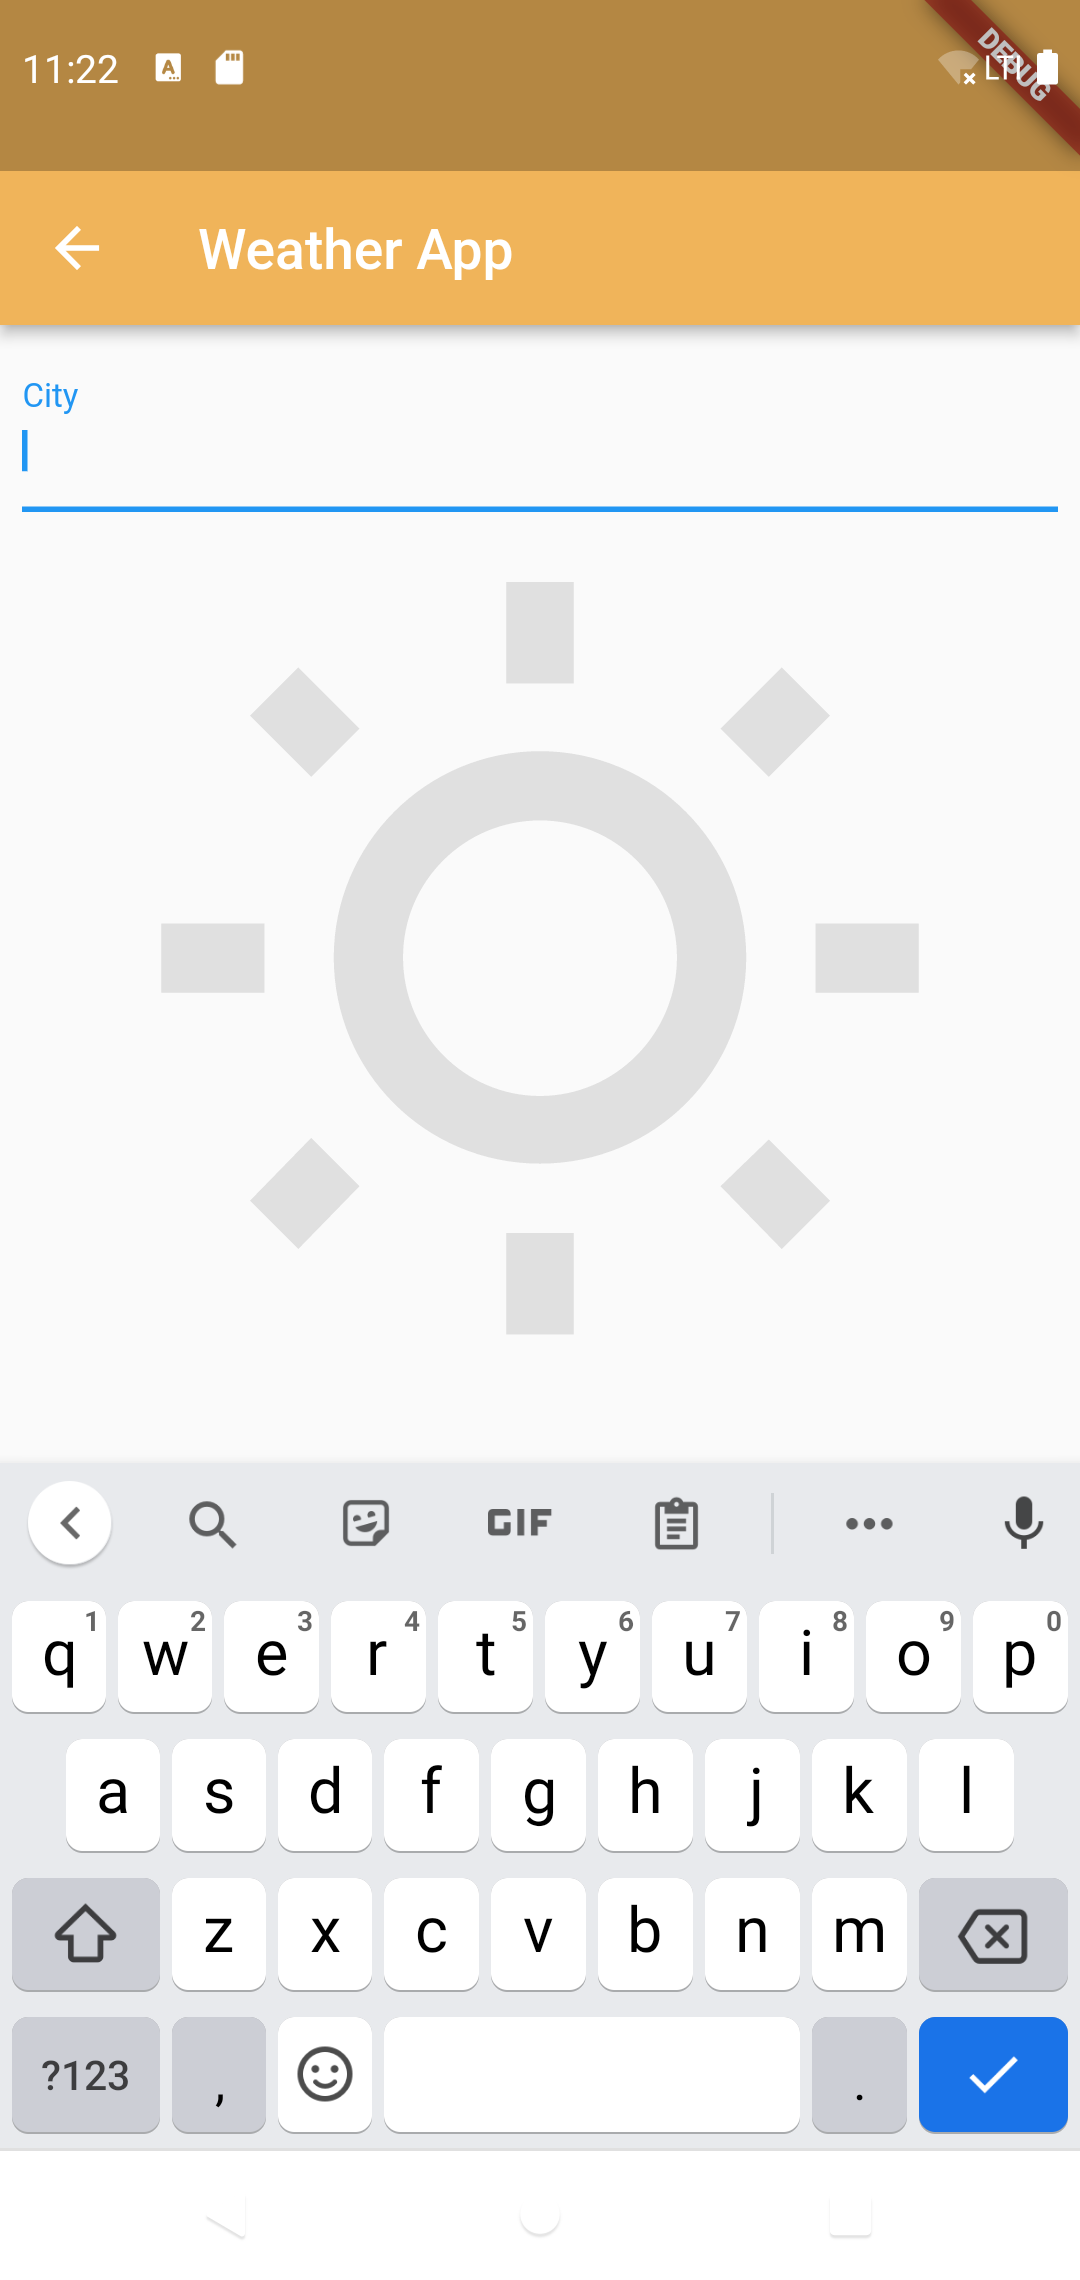 11:22
LTE
DEBUG
Weather App
City
GIF
q 1 w 2 e 3 r 4 t 5 y 6 u 7 i 8 o 9 p 0
a s d f g h j k l
z x c v b n m
?123 , .